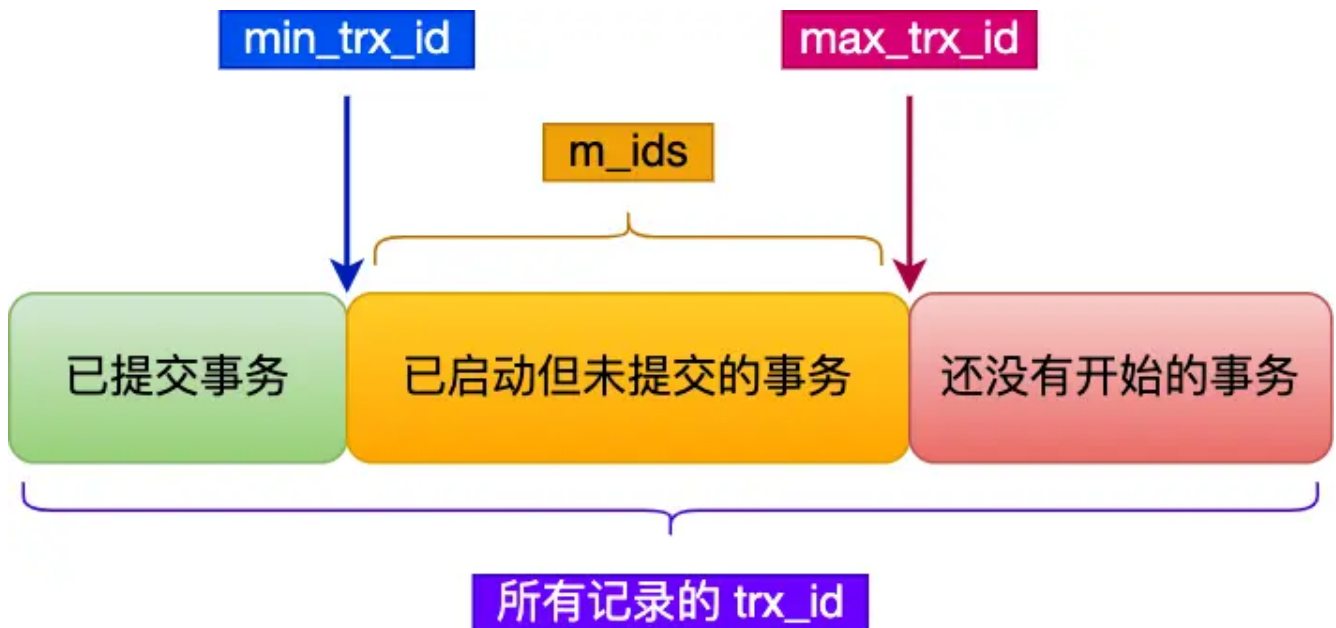 min_trx_id
max_trx_id
m_ids
已提交事务
已启动但未提交的事务
还没有开始的事务
所有记录的 trx_id